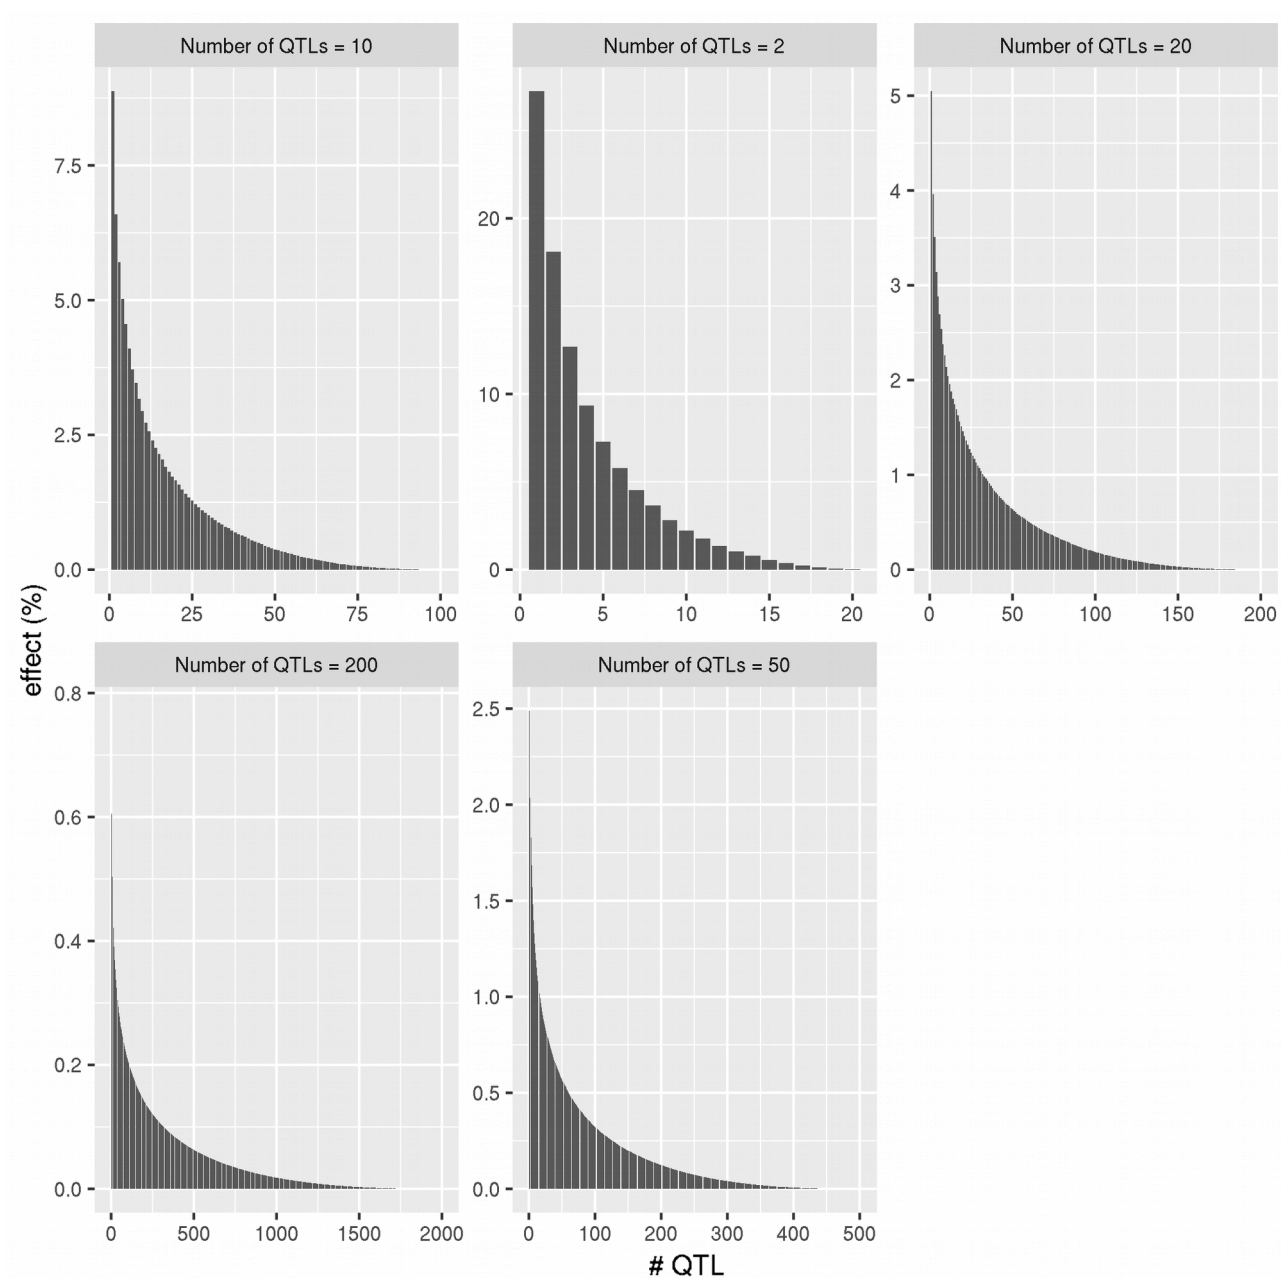 Number of QTLs = 10
Number of QTLs = 2
Number of QTLs = 20
7.5
5.0
2.5
0.0
20
10
0
5
4
3
2
1
0
0 25 50 75 100
0 5 10 15 20
0 50 100 150 200
effect (%)
Number of QTLs = 200
Number of QTLs = 50
0.8
0.6
0.4
0.2
0.0
2.5
2.0
1.5
1.0
0.5
0.0
0 500 1000 1500 2000
0 100 200 300 400 500
# QTL